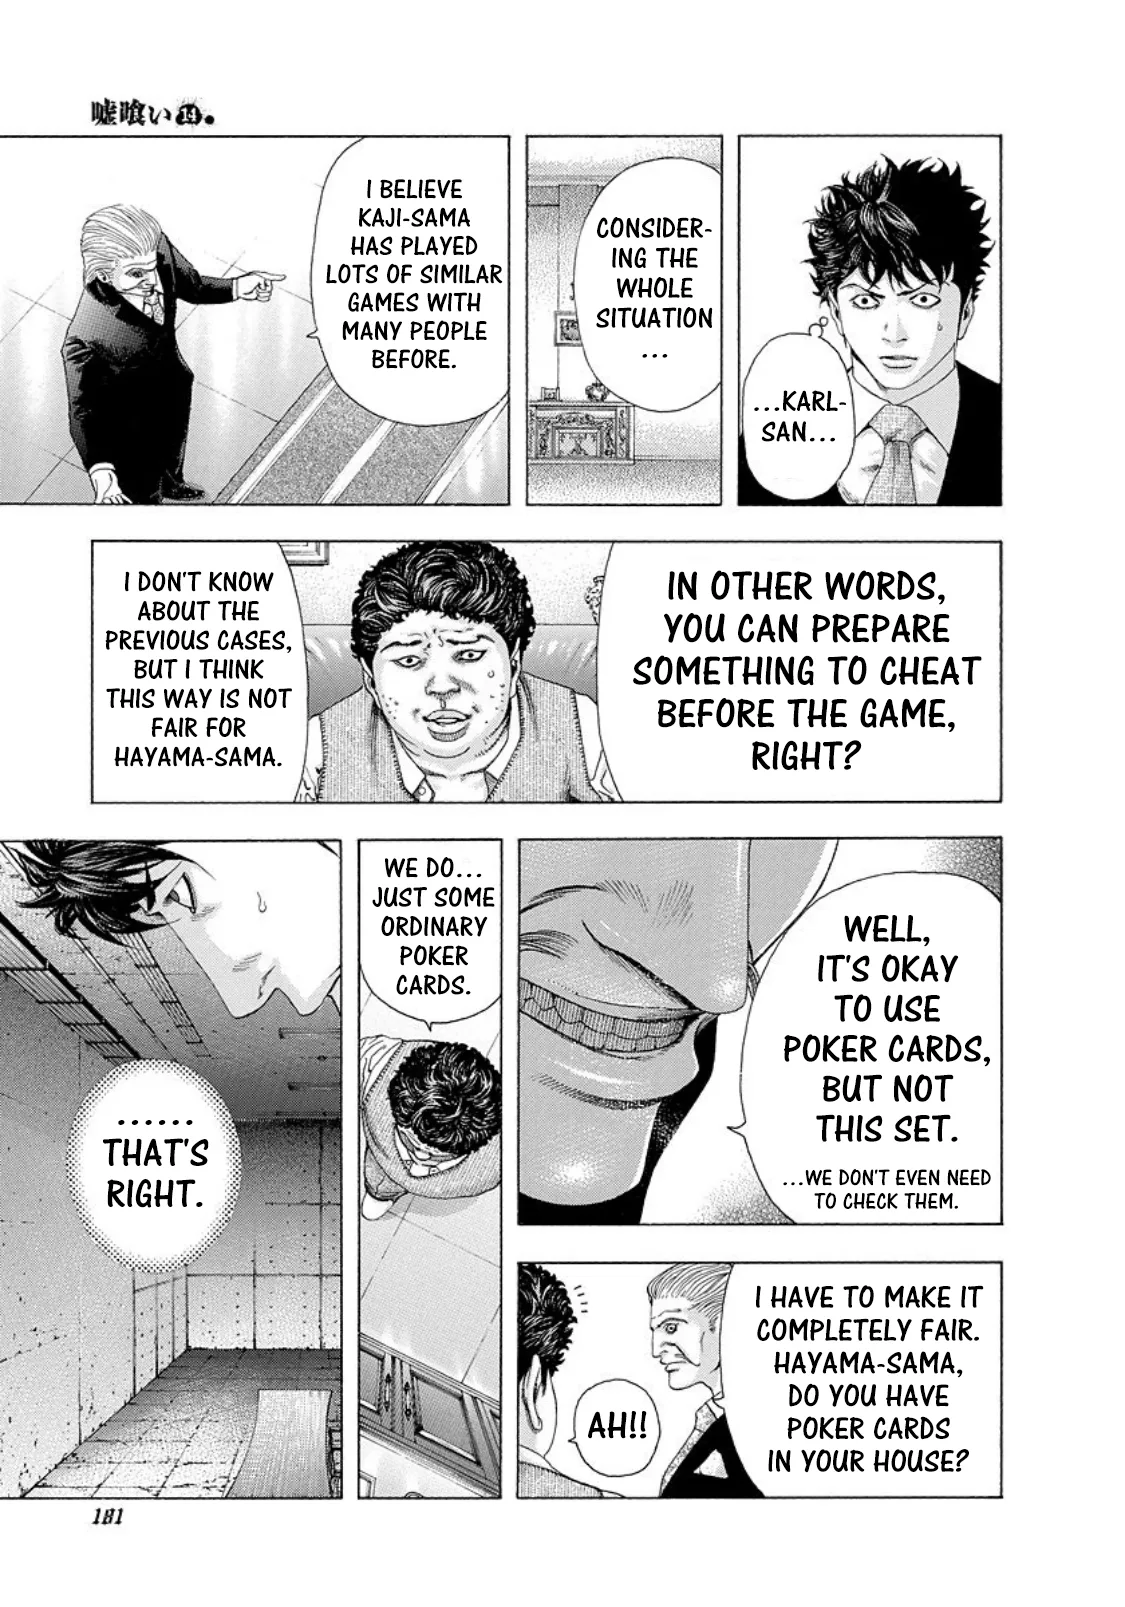 嘘喰い 14.
...KARL-
SAN...
CONSIDER-
ING THE
WHOLE
SITUATION
...
I BELIEVE
KAJI-SAMA
HAS PLAYED
LOTS OF SIMILAR
GAMES WITH
MANY PEOPLE
BEFORE.
IN OTHER WORDS,
YOU CAN PREPARE
SOMETHING TO CHEAT
BEFORE THE GAME,
RIGHT?
I DON'T KNOW
ABOUT THE
PREVIOUS CASES,
BUT I THINK
THIS WAY IS NOT
FAIR FOR
HAYAMA-SAMA.
WELL,
IT'S OKAY
TO USE
POKER CARDS,
BUT NOT
THIS SET.
...WE DON'T EVEN NEED
TO CHECK THEM.
I HAVE TO MAKE IT
COMPLETELY FAIR.
HAYAMA-SAMA,
DO YOU HAVE
POKER CARDS
IN YOUR HOUSE?
AH!!
WE DO...
JUST SOME
ORDINARY
POKER
CARDS.
......
THAT'S
RIGHT.
181